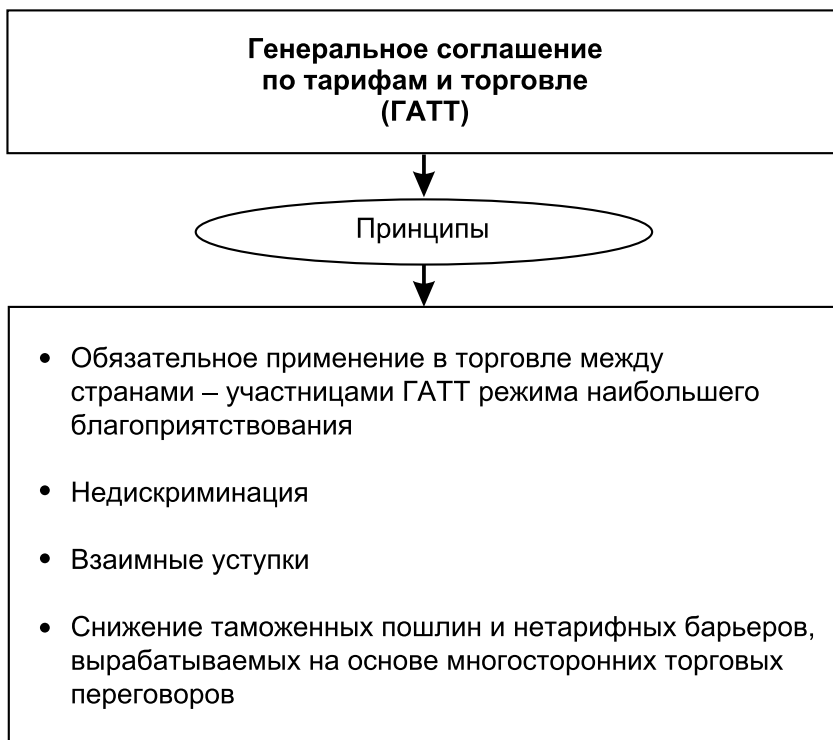 Генеральное соглашение
по тарифам и торговле
(ГАТТ)
Принципы
• Обязательное применение в торговле между
странами – участницами ГАТТ режима наибольшего
благоприятствования
• Недискриминация
• Взаимные уступки
• Снижение таможенных пошлин и нетарифных барьеров,
вырабатываемых на основе многосторонних торговых
переговоров